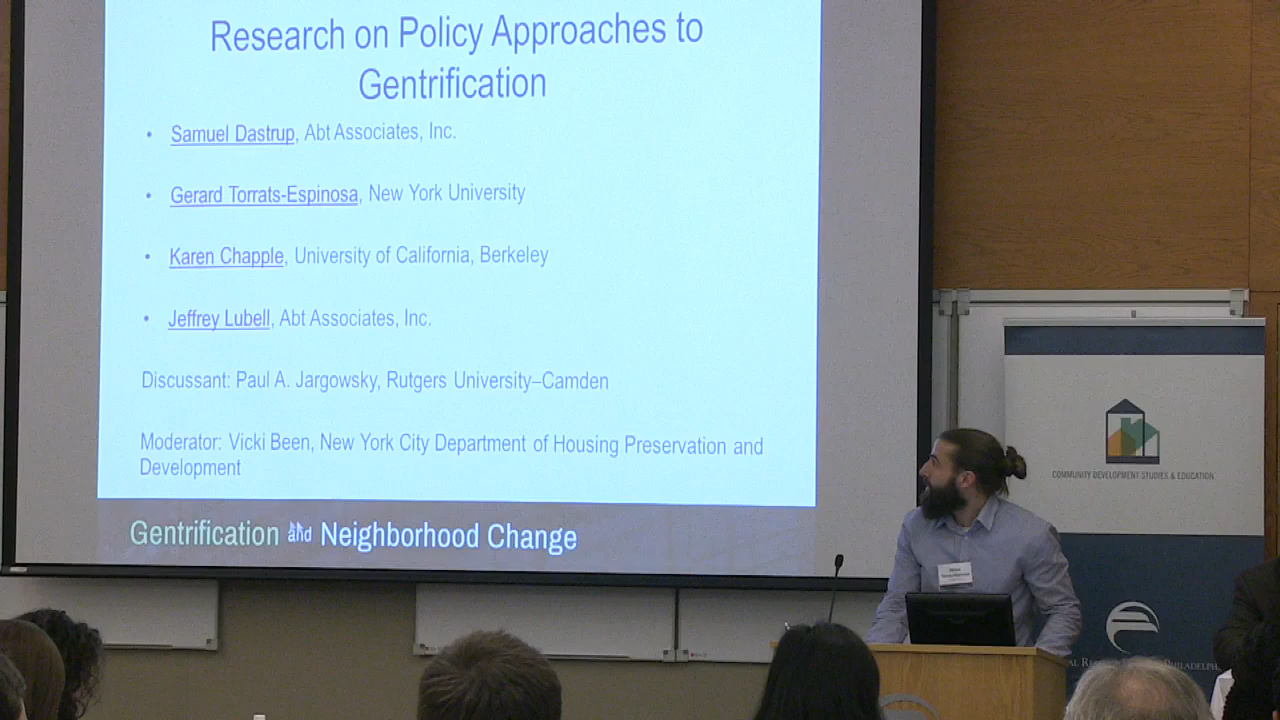 Research on Policy Approaches to
Gentrification
• Samuel Dastrup, Abt Associates, Inc.
• Gerard Torrats-Espinosa, New York University
• Karen Chapple, University of California, Berkeley
• Jeffrey Lubell, Abt Associates, Inc.
Discussant: Paul A. Jargowsky, Rutgers University–Camden
Moderator: Vicki Been, New York City Department of Housing Preservation and
Development
Gentrification and Neighborhood Change
COMMUNITY DEVELOPMENT STUDIES & EDUCATION